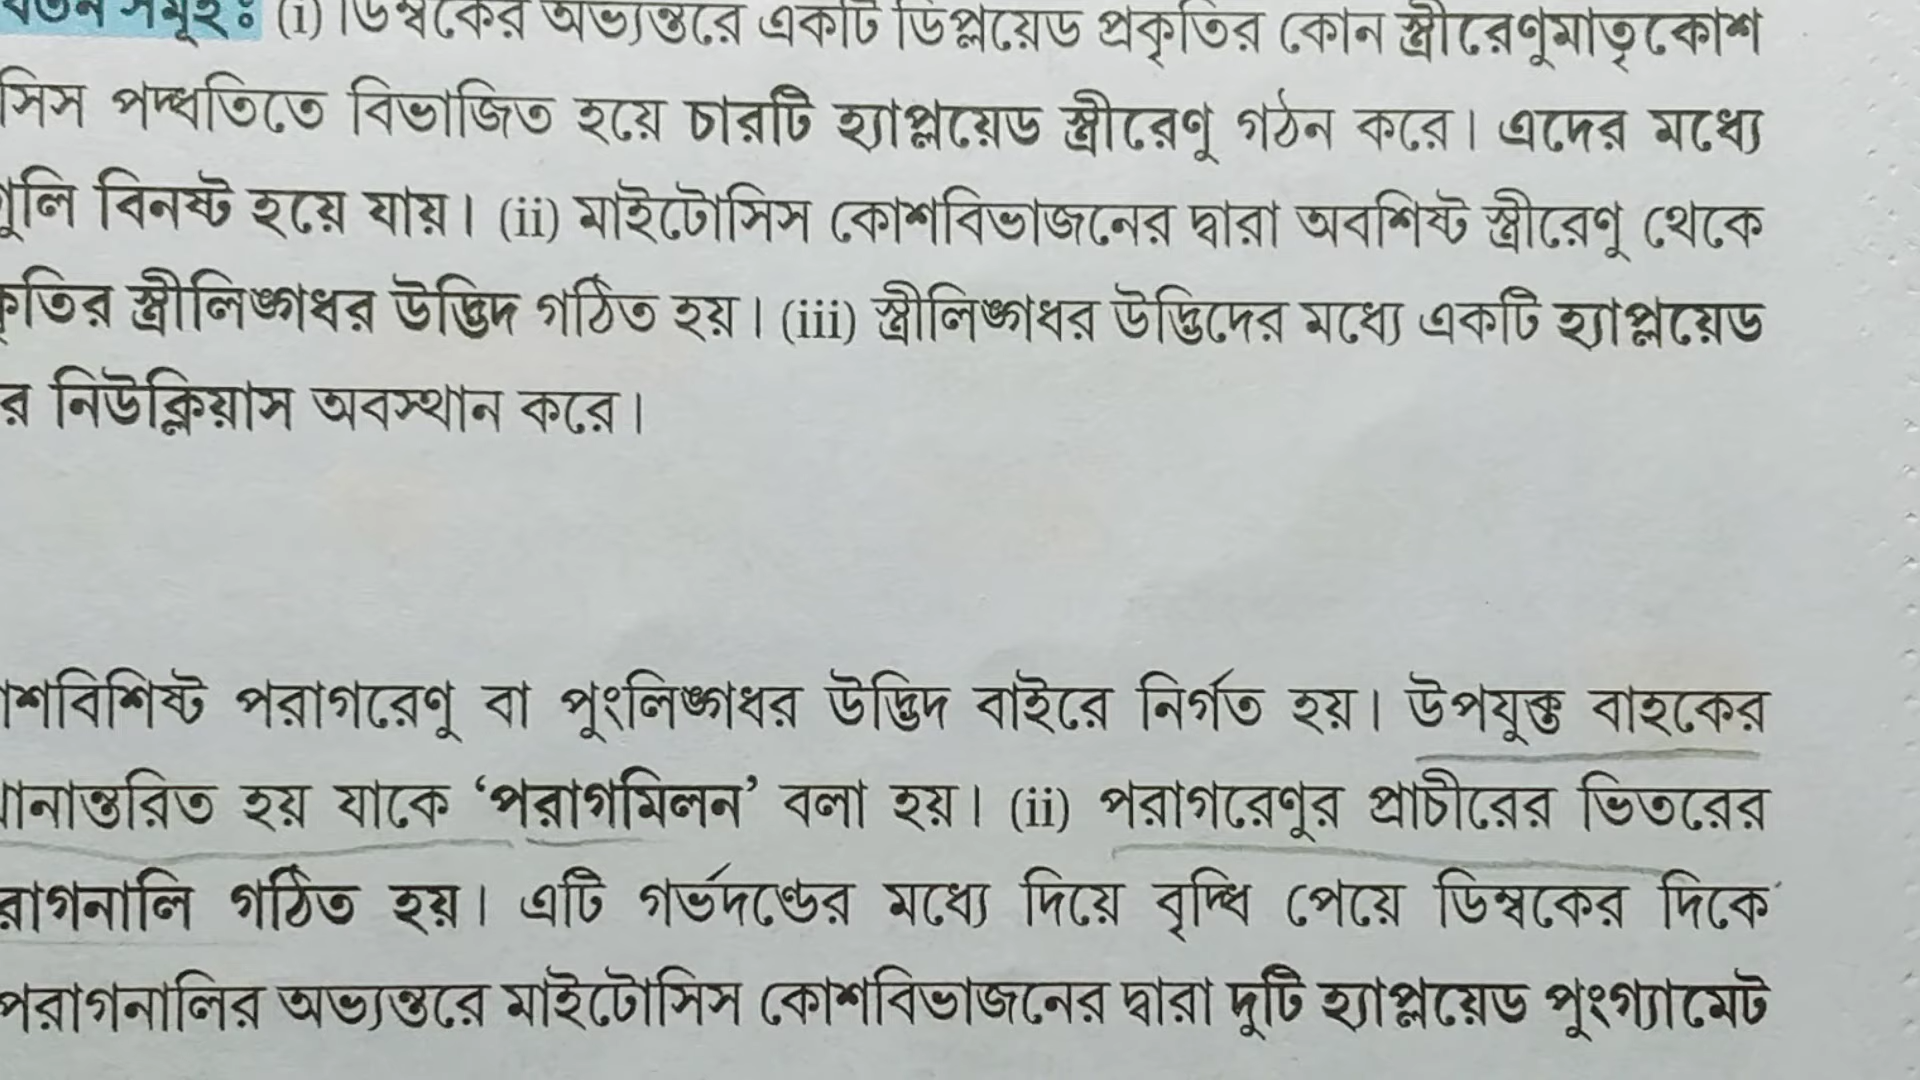 সমূহঃ (i) ডিম্বকের অভ্যন্তরে একটি ডিপ্লয়েড প্রকৃতির কোন স্ত্রীরেণুমাতৃকোশ
সিস পদ্ধতিতে বিভাজিত হয়ে চারটি হ্যাপ্লয়েড স্ত্রীরেণু গঠন করে। এদের মধ্যে
গুলি বিনষ্ট হয়ে যায়। (ii) মাইটোসিস কোশবিভাজনের দ্বারা অবশিষ্ট স্ত্রীরেণু থেকে
কৃতির স্ত্রীলিঙ্গধর উদ্ভিদ গঠিত হয়। (iii) স্ত্রীলিঙ্গধর উদ্ভিদের মধ্যে একটি হ্যাপ্লয়েড
র নিউক্লিয়াস অবস্থান করে।
শবিশিষ্ট পরাগরেণু বা পুংলিঙ্গধর উদ্ভিদ বাইরে নির্গত হয়। উপযুক্ত বাহকের
ানান্তরিত হয় যাকে ‘পরাগমিলন’ বলা হয়। (ii) পরাগরেণুর প্রাচীরের ভিতরের
রাগনালি গঠিত হয়। এটি গর্ভদণ্ডের মধ্যে দিয়ে বৃদ্ধি পেয়ে ডিম্বকের দিকে
পরাগনালির অভ্যন্তরে মাইটোসিস কোশবিভাজনের দ্বারা দুটি হ্যাপ্লয়েড পুংগ্যামেট